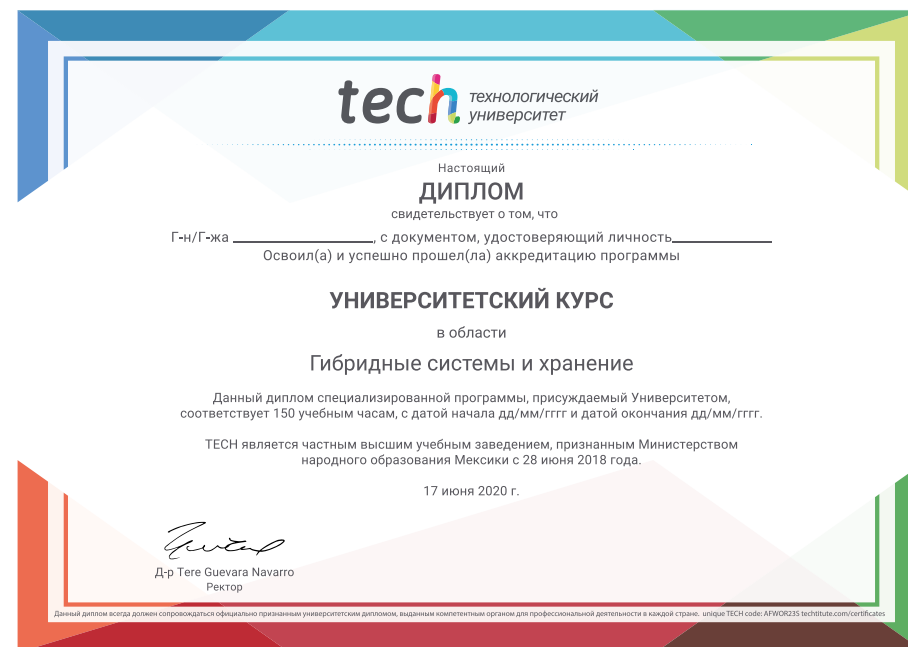 tech технологический
университет
Настоящий
ДИПЛОМ
свидетельствует о том, что
Г-н/Г-жа ____________________, с документом, удостоверяющий личность______________
Освоил(а) и успешно прошел(ла) аккредитацию программы
УНИВЕРСИТЕТСКИЙ КУРС
в области
Гибридные системы и хранение
Данный диплом специализированной программы, присуждаемый Университетом,
соответствует 150 учебным часам, с датой начала дд/мм/гггг и датой окончания дд/мм/гггг.
TECH является частным высшим учебным заведением, признанным Министерством
народного образования Мексики с 28 июня 2018 года.
17 июня 2020 г.
Д-р Tere Guevara Navarro
Ректор
Данный диплом всегда должен сопровождаться официально признанным университетским дипломом, выданным компетентным органом для профессиональной деятельности в каждой стране. unique TECH code: AFWOR23S techtitute.com/certificates